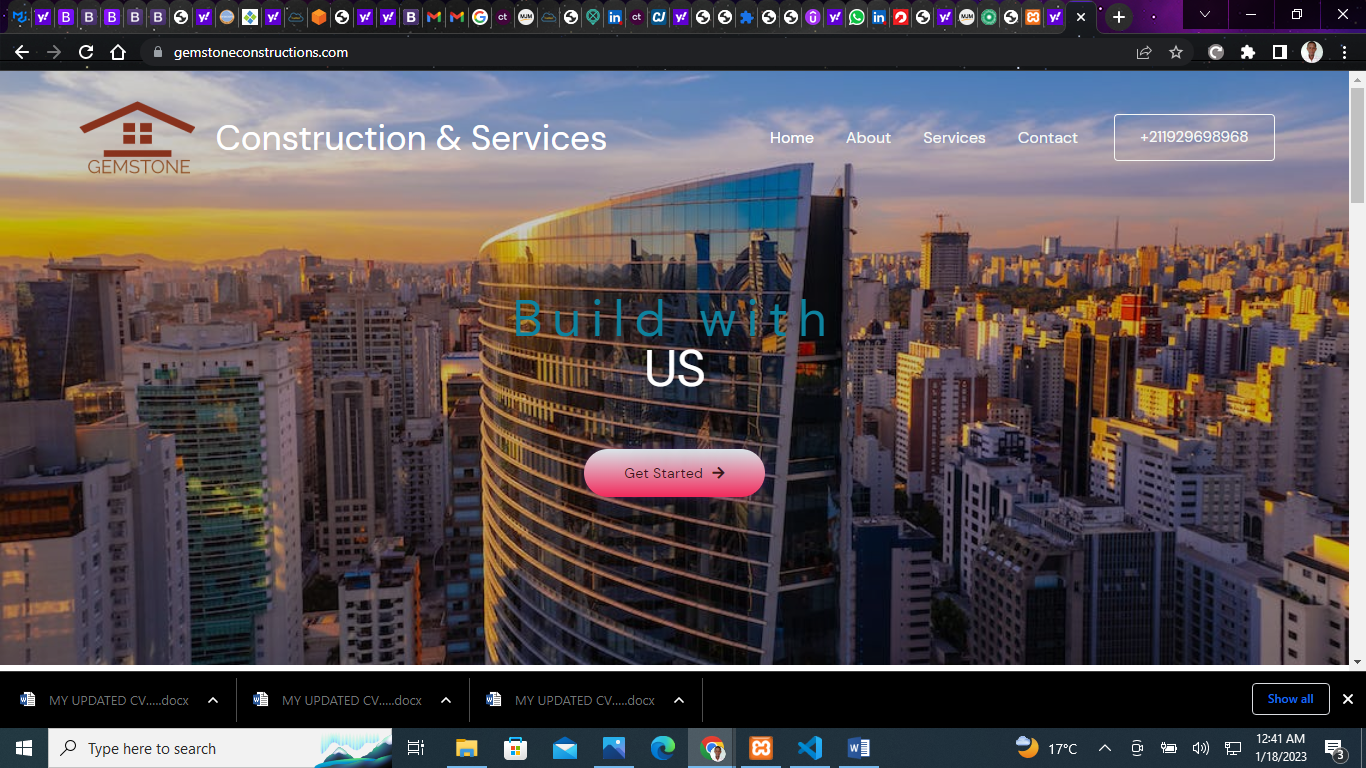 gemstoneconstructions.com
GEMSTONE
Construction & Services
Home
About
Services
Contact
+211929698968
Build with
US
Get Started
MY UPDATED CV.....docx
MY UPDATED CV.....docx
MY UPDATED CV.....docx
Show all
Type here to search
17°C
12:41 AM
1/18/2023
3